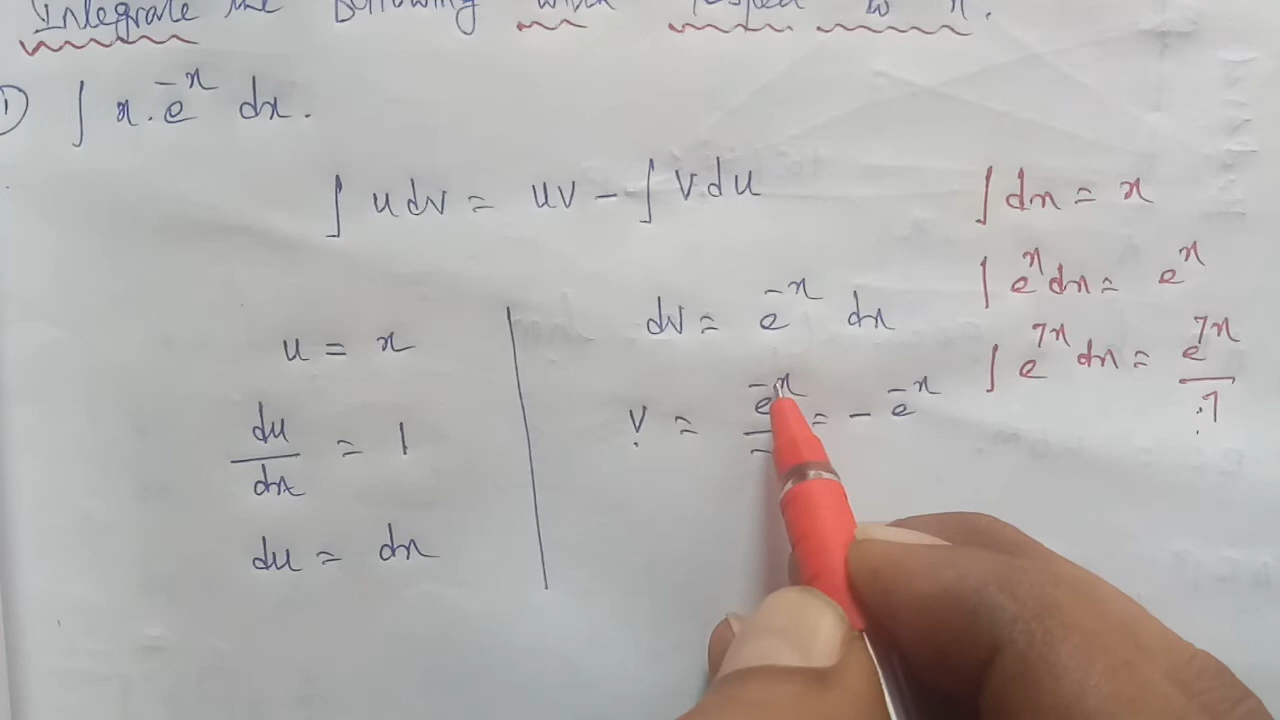 Integrate the following with respect to x.
1) ∫ x.e^-x dx.
∫ u dv = uv - ∫ v du
∫ dx = x
∫ e^x dx = e^x
∫ e^7x dx = e^7x / 7
u = x
du/dx = 1
du = dx
dv = e^-x dx
v = e^-x / - = - e^-x